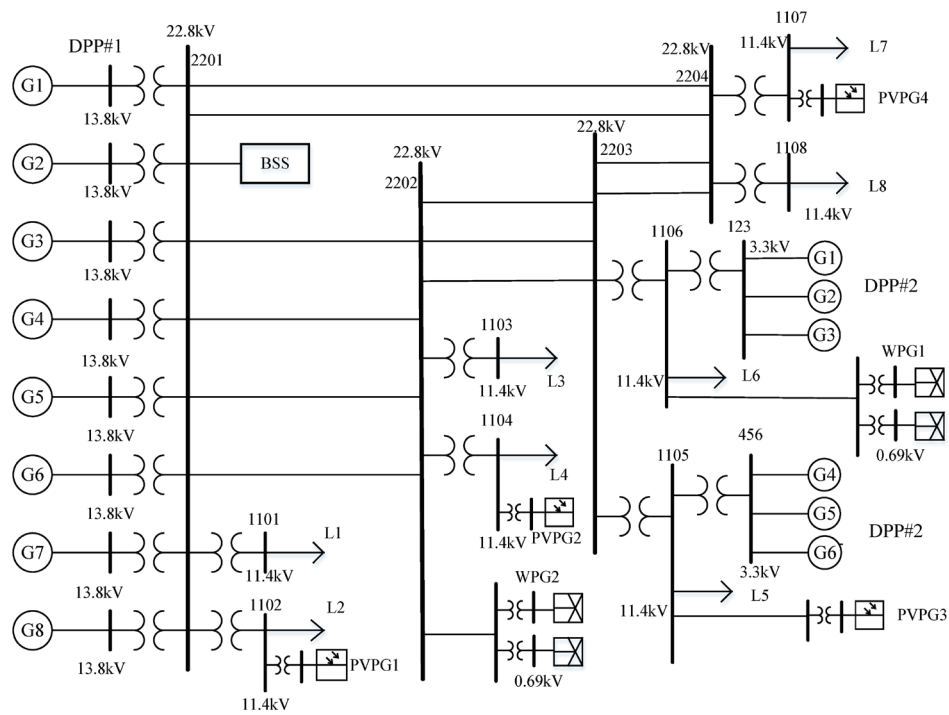 1107
22.8kV
22.8kV
11.4kV
L7
DPP#1
2201
2204
G1
PVPG4
13.8kV
22.8kV
2203
1108
G2
BSS
22.8kV
2202
13.8kV
L8
11.4kV
G3
1106
123
3.3kV
G1
13.8kV
G2
DPP#2
G4
1103
G3
13.8kV
WPG1
11.4kV
L3
11.4kV
L6
G5
1104
13.8kV
456
0.69kV
G6
L4
1105
G4
13.8kV
1101
L1
G5
DPP#2
11.4kV
PVPG2
G7
G6
11.4kV
3.3kV
WPG2
13.8kV
1102
L2
11.4kV
L5
PVPG3
G8
13.8kV
PVPG1
0.69kV
11.4kV